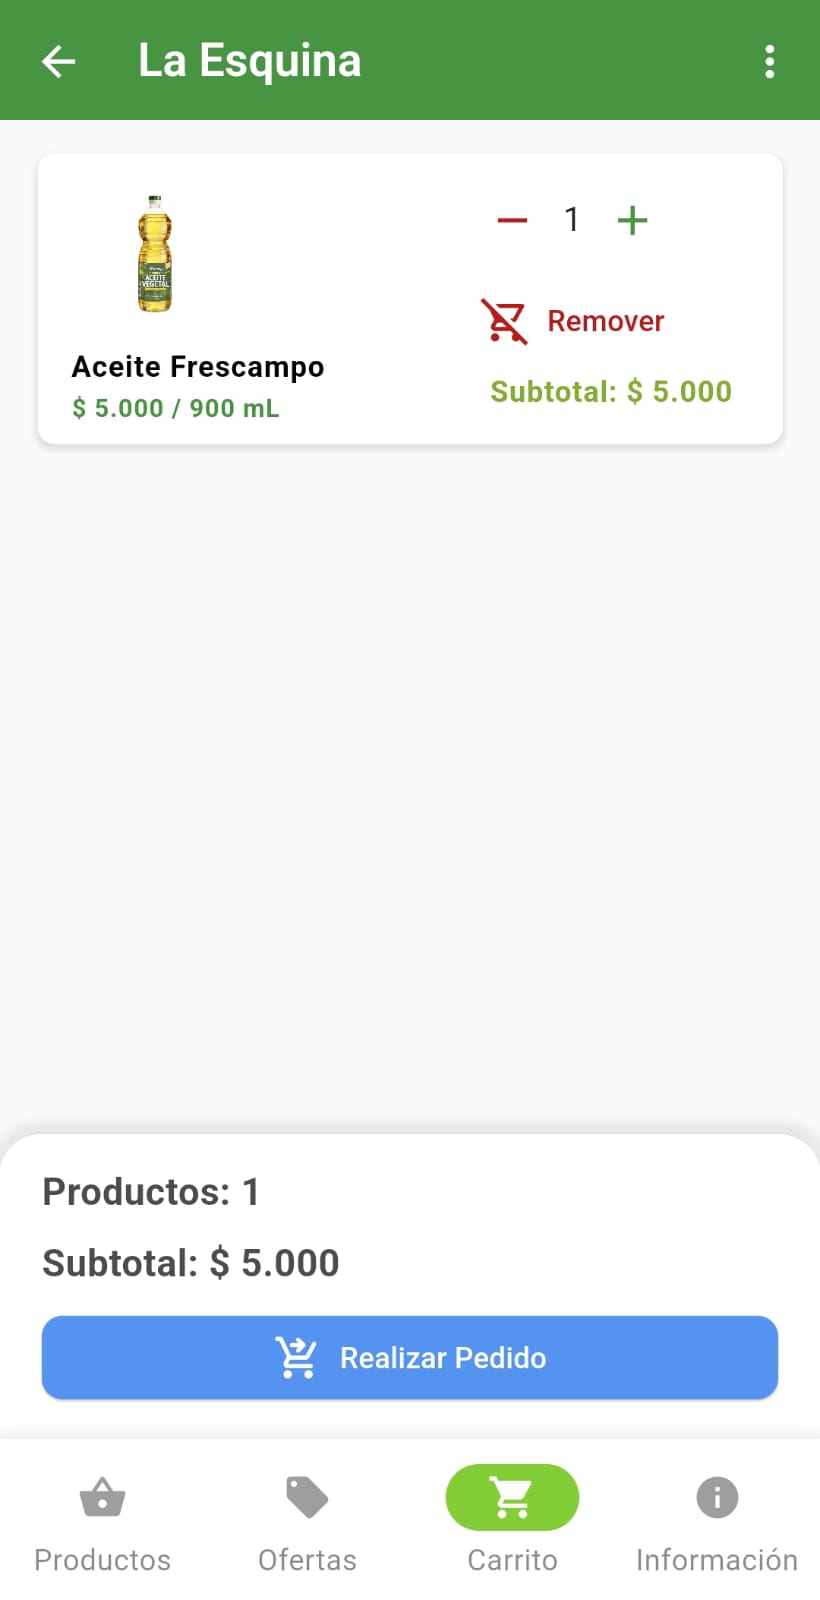 La Esquina
ACEITE
VEGETAL
1
Remover
Aceite Frescampo
$ 5.000 / 900 mL
Subtotal: $ 5.000
Productos: 1
Subtotal: $ 5.000
Realizar Pedido
Productos
Ofertas
Carrito
Información